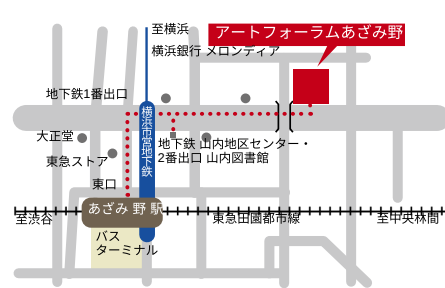 アートフォーラムあざみ野
至横浜
横浜銀行 メロンディア
地下鉄1番出口
横浜市営地下鉄
大正堂
地下鉄 山内地区センター・
2番出口 山内図書館
東急ストア
東口
あざみ野駅
至渋谷
東急田園都市線
至中央林間
バス
ターミナル